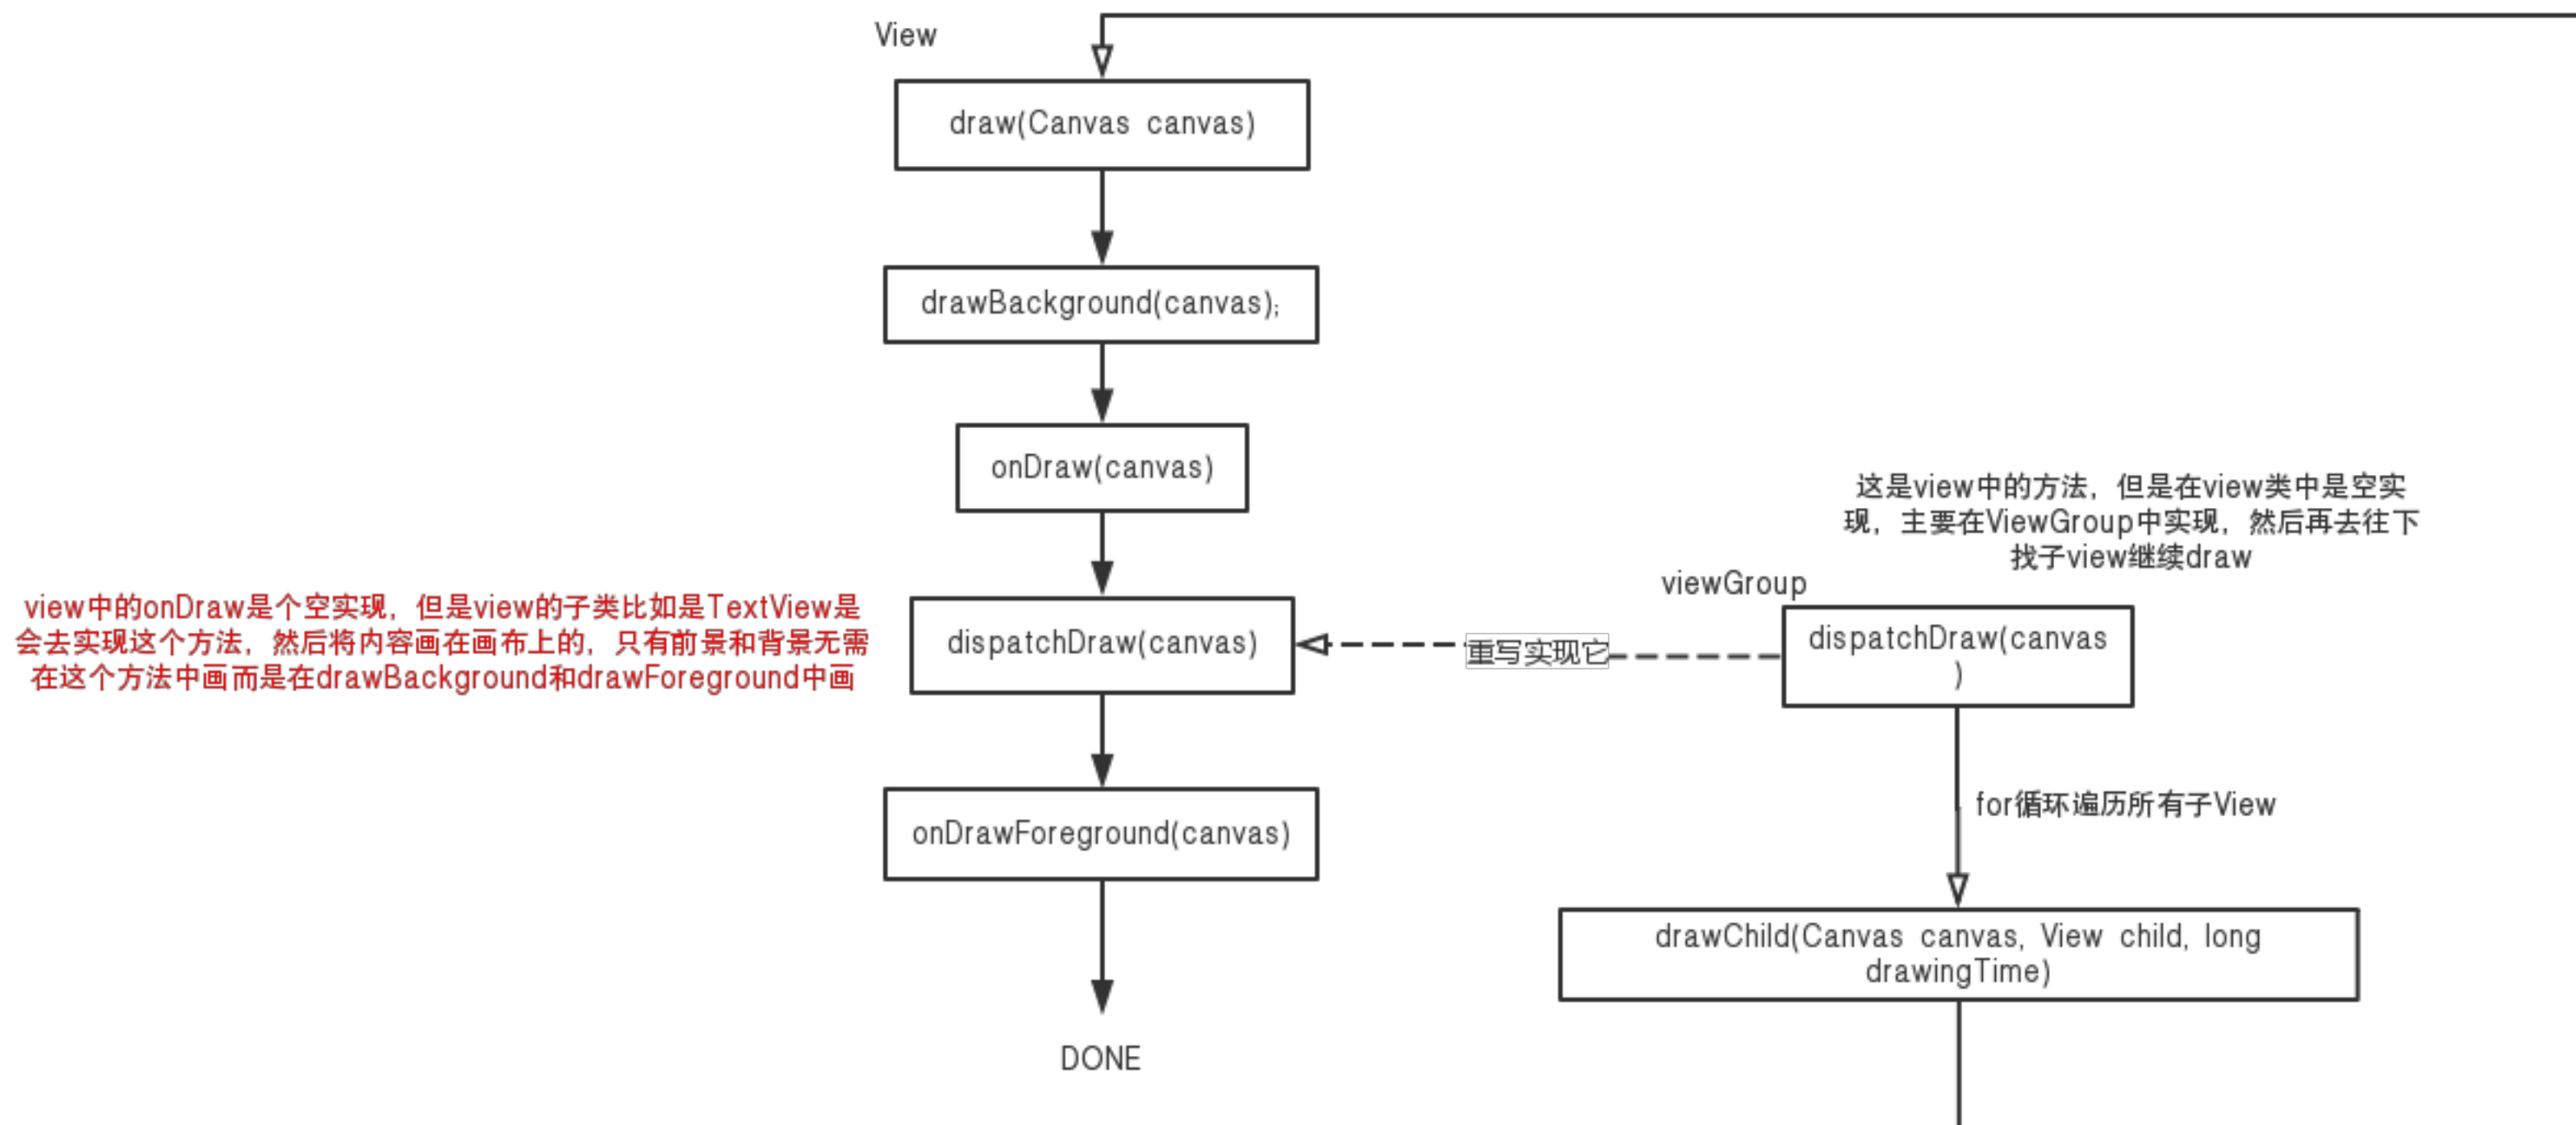 View
draw(Canvas canvas)
drawBackground(canvas);
onDraw(canvas)
这是view中的方法，但是在view类中是空实
现，主要在ViewGroup中实现，然后再去往下
找子view继续draw
viewGroup
view中的onDraw是个空实现，但是view的子类比如是TextView是
会去实现这个方法，然后将内容画在画布上的，只有前景和背景无需
在这个方法中画而是在drawBackground和drawForeground中画
dispatchDraw(canvas)
重写实现它
dispatchDraw(canvas
)
for循环遍历所有子View
onDrawForeground(canvas)
drawChild(Canvas canvas, View child, long
drawingTime)
DONE